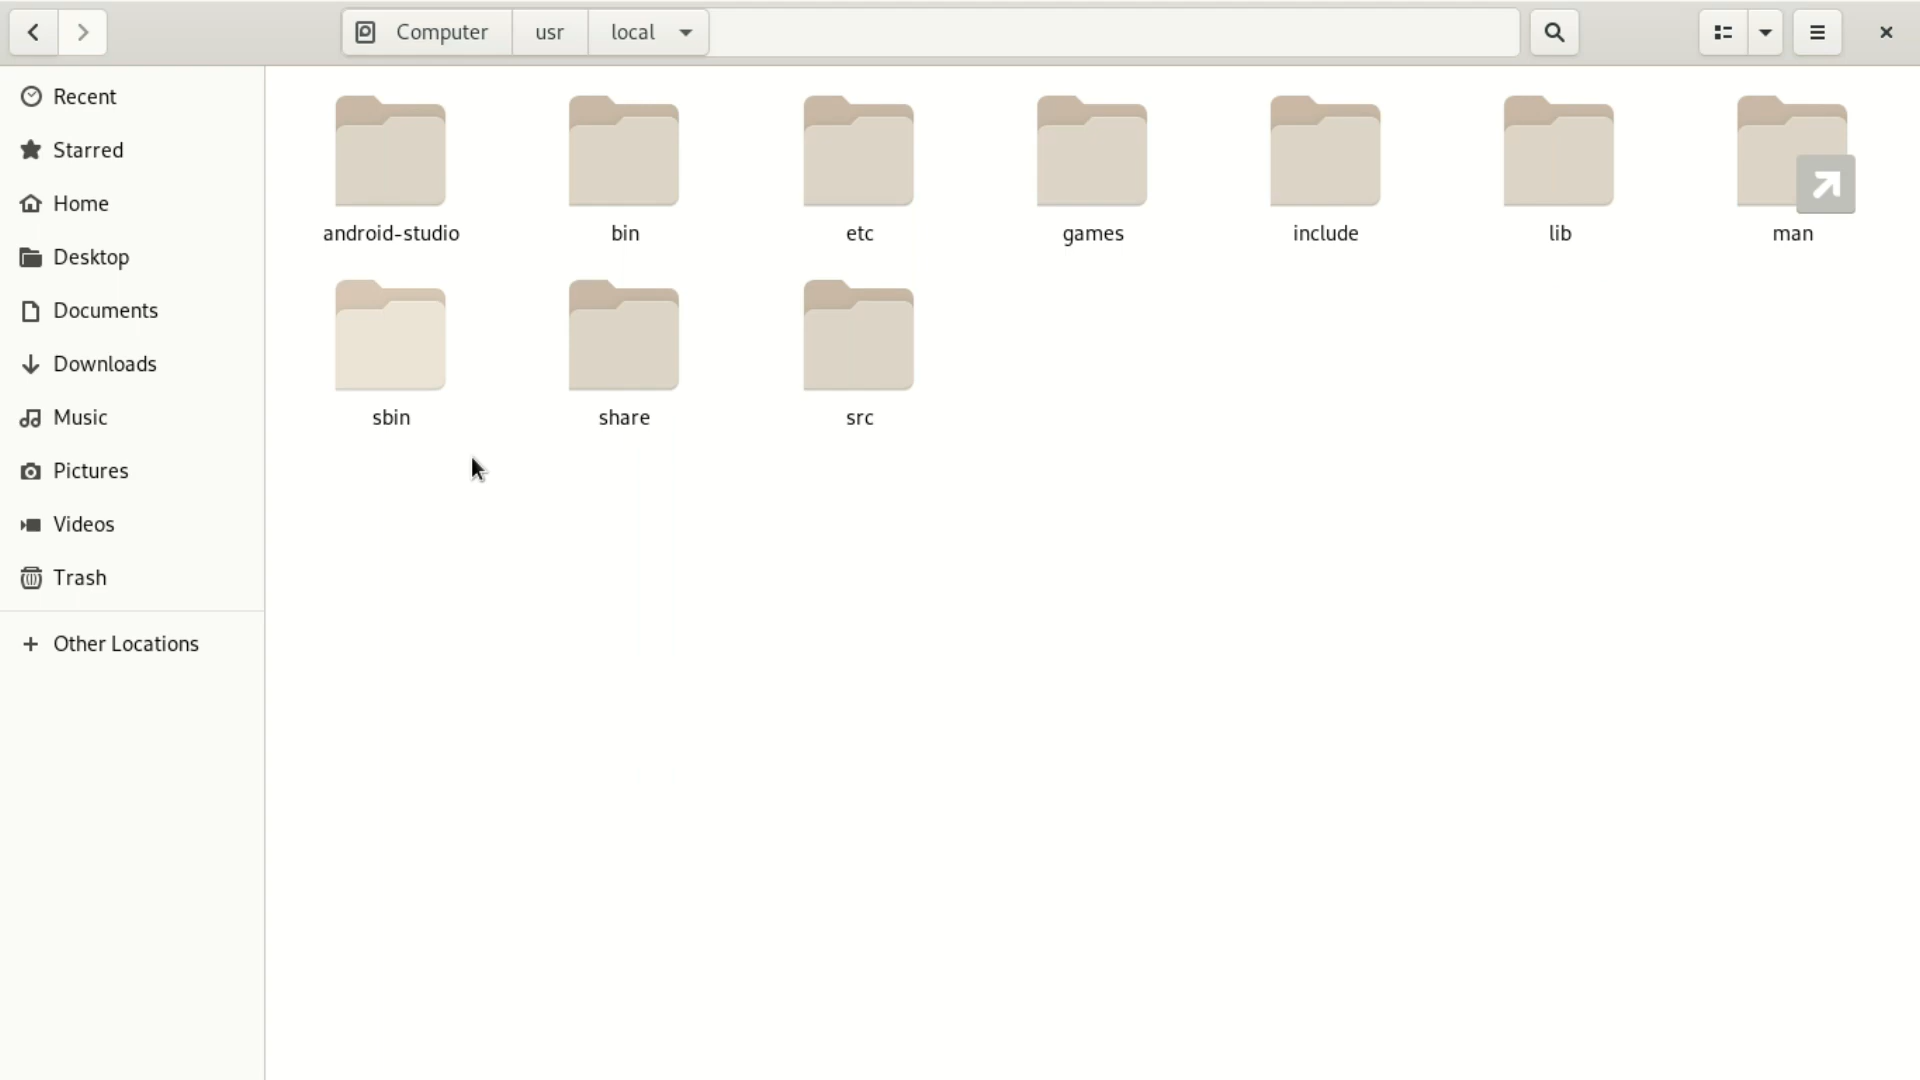 Computer usr local
Recent
Starred
Home
Desktop
Documents
Downloads
Music
Pictures
Videos
Trash
Other Locations
android-studio bin etc games include lib man
sbin share src